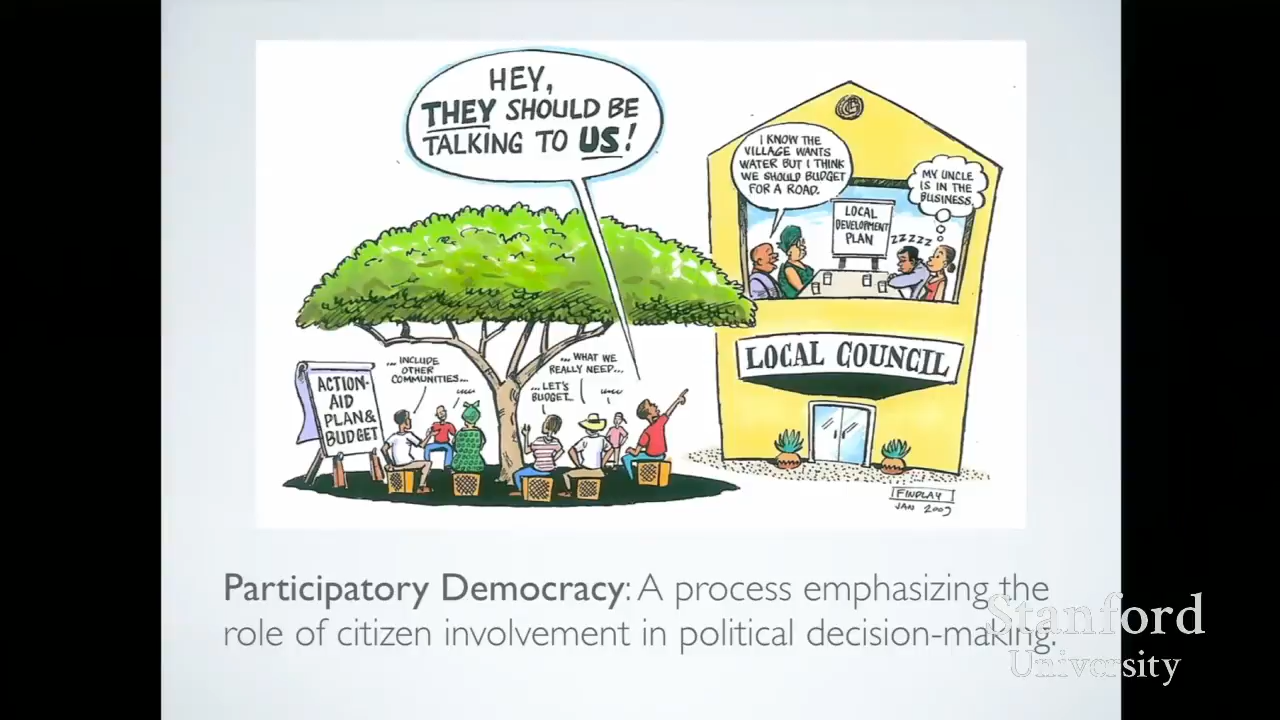 HEY,
THEY SHOULD BE
TALKING TO US!
I KNOW THE
VILLAGE WANTS
WATER BUT I THINK
WE SHOULD BUDGET
FOR A ROAD.
MY UNCLE
IS IN THE
BUSINESS.
LOCAL
DEVELOPMENT
PLAN
ZZZZZ
LOCAL COUNCIL
ACTION-
AID
PLAN&
BUDGET
... INCLUDE
OTHER
COMMUNITIES...
... LET'S
BUDGET...
... WHAT WE
REALLY NEED...
FINDLAY
JAN 2009
Participatory Democracy: A process emphasizing the
role of citizen involvement in political decision-making.
Stanford
University